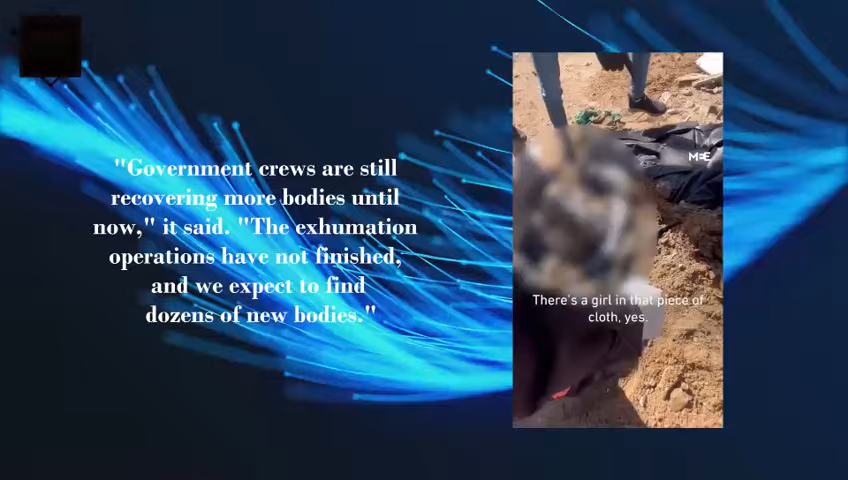 "Government crews are still
recovering more bodies until
now," it said. "The exhumation
operations have not finished,
and we expect to find
dozens of new bodies."
MEE
There's a girl in that piece of
cloth, yes.